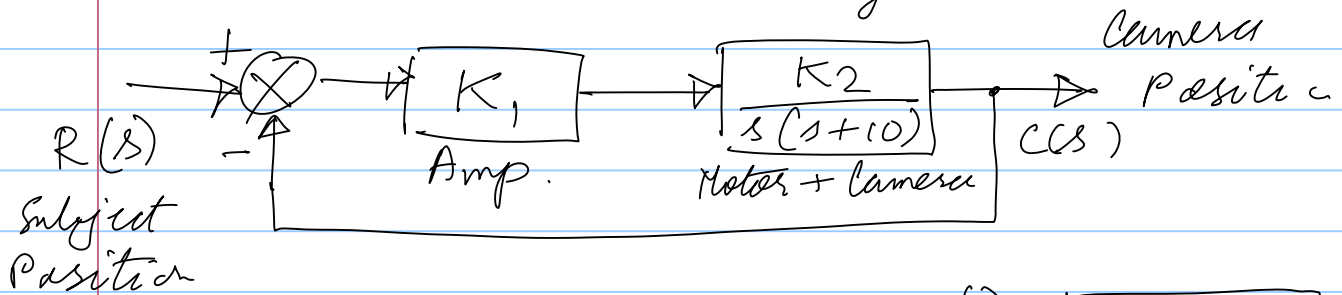 Camera
Position
+
K₁
K2
s(s+10)
R(s)
-
C(s)
Amp.
Motor + Camera
Subject
Position